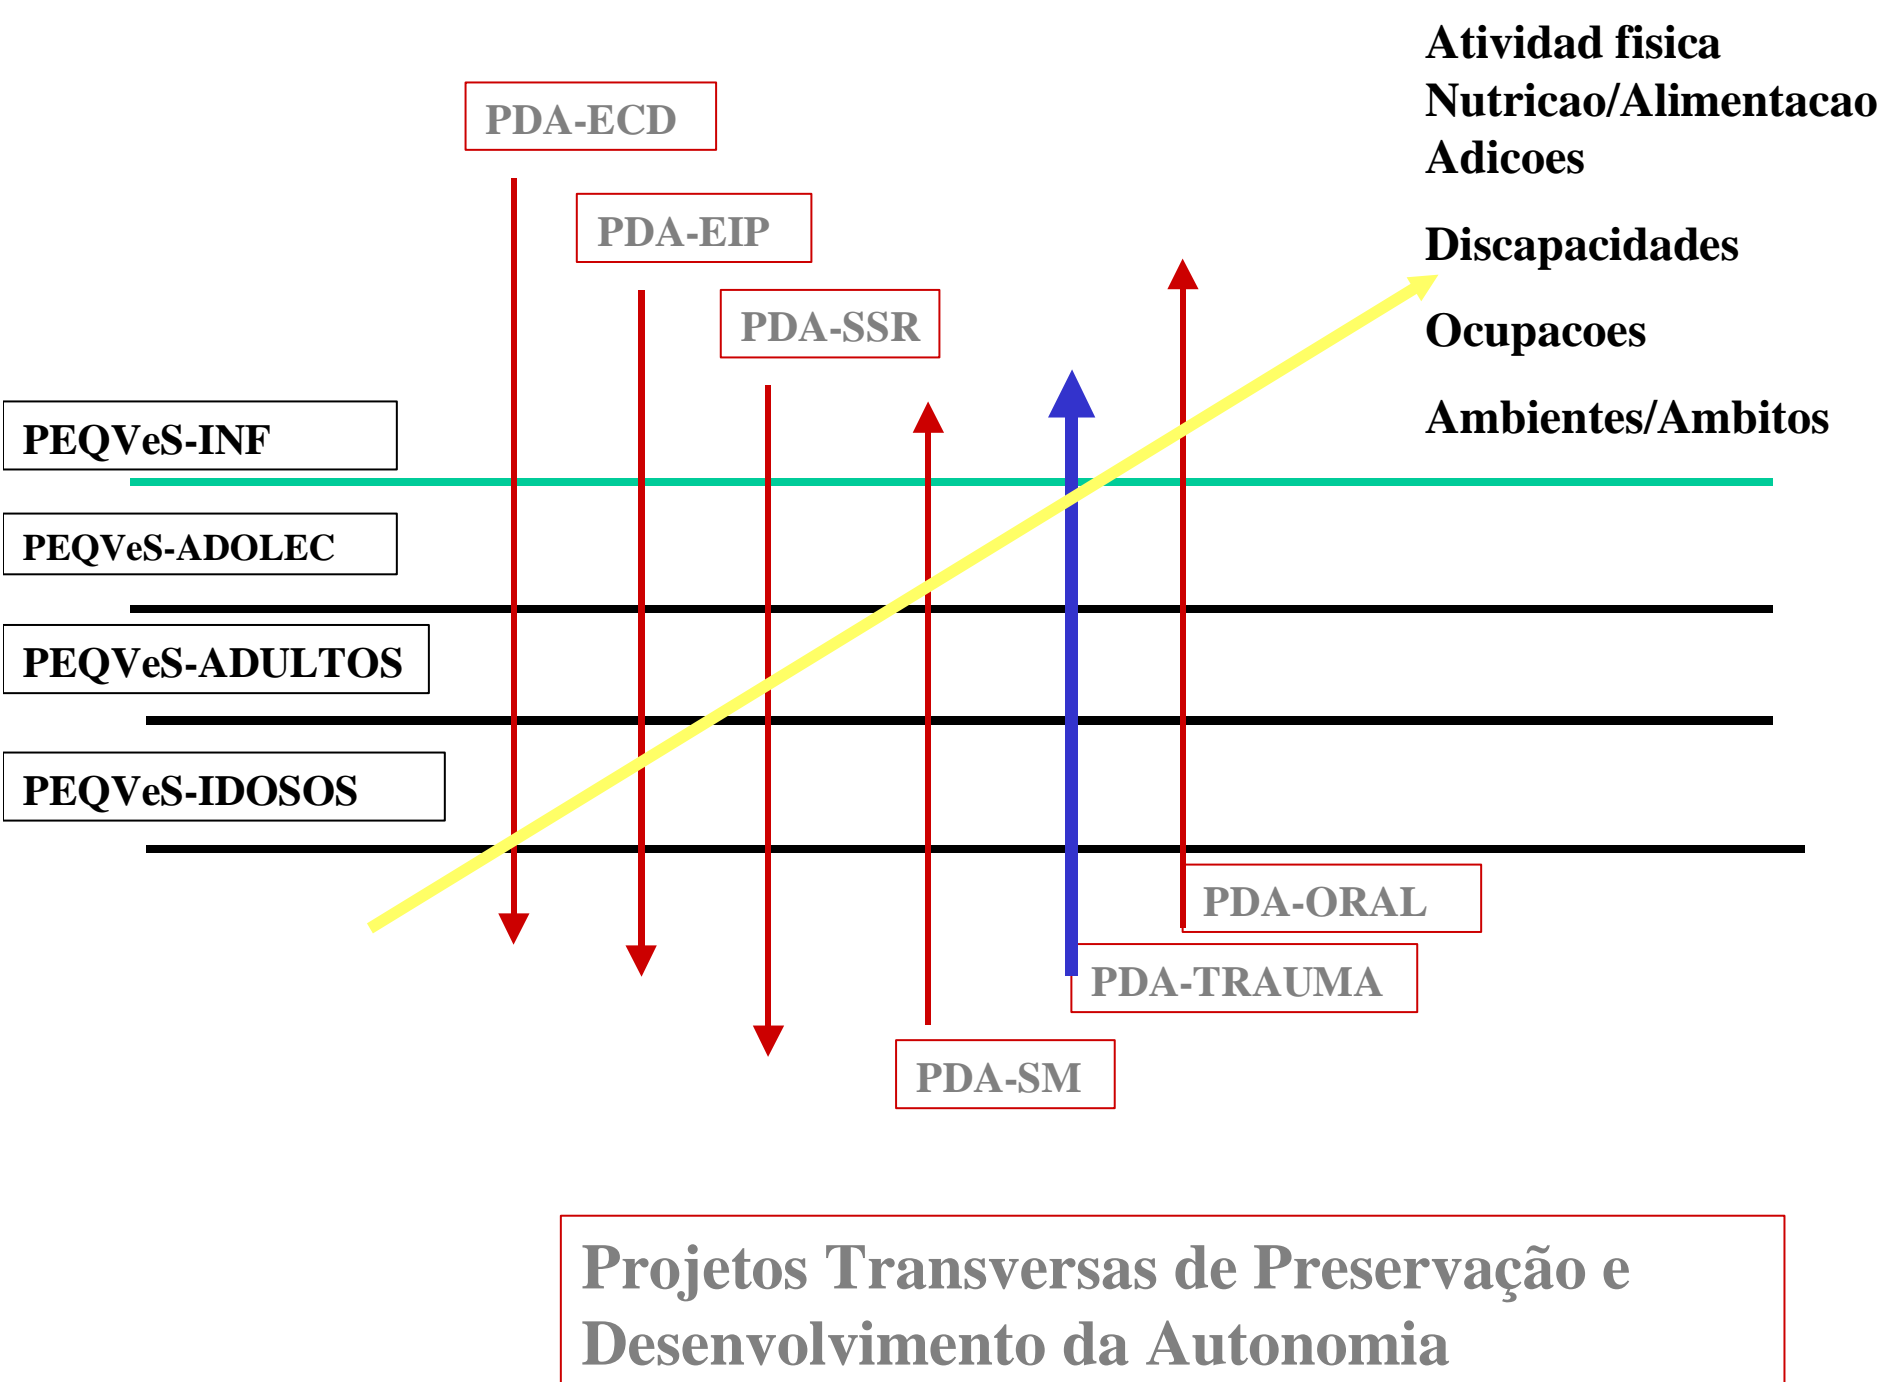 Atividad fisica
Nutricao/Alimentacao
Adicoes
Discapacidades
Ocupacoes
Ambientes/Ambitos
PDA-ECD
PDA-EIP
PDA-SSR
PEQVeS-INF
PEQVeS-ADOLEC
PEQVeS-ADULTOS
PEQVeS-IDOSOS
PDA-ORAL
PDA-TRAUMA
PDA-SM
Projetos Transversas de Preservação e
Desenvolvimento da Autonomia